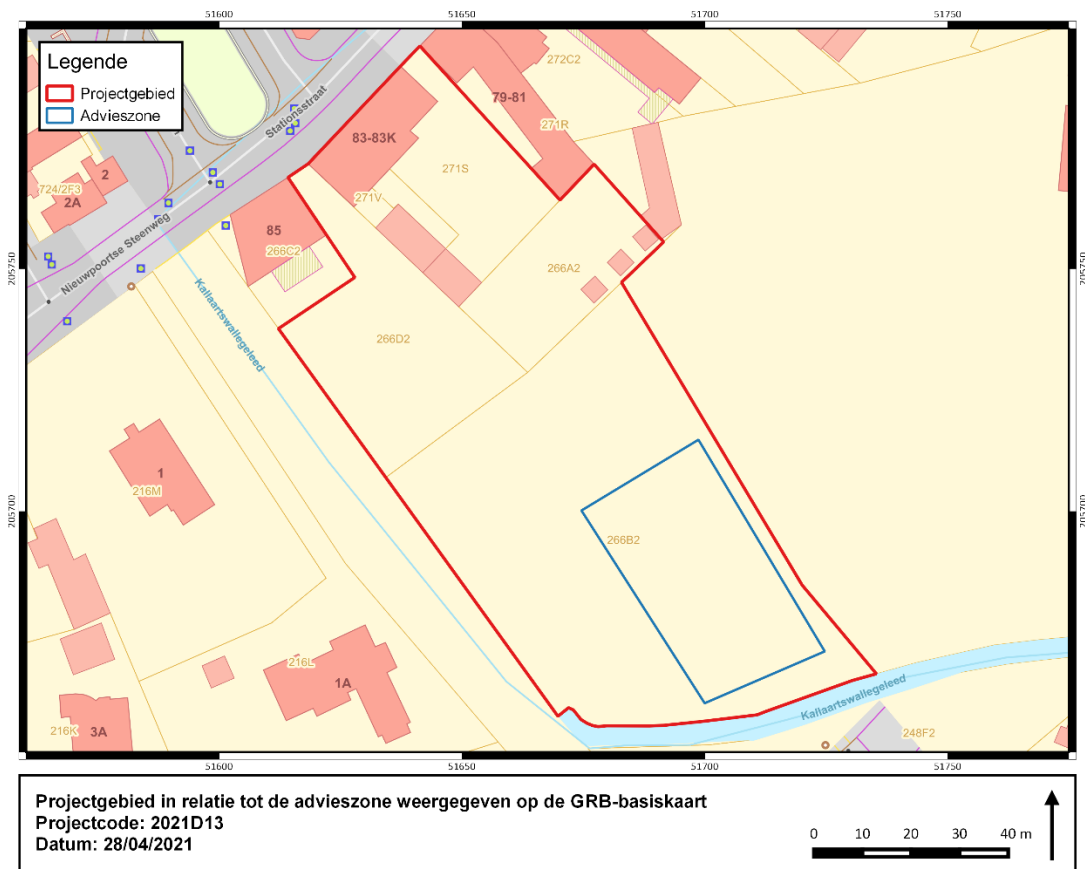 51600
51650
51700
51750
Legende
Projectgebied
Advieszone
272C2
79-81
271R
Stationsstraat
83-83K
271S
271V
724/2F3
2
2A
85
266C2
Nieuwpoortse Steenweg
205750
205750
266A2
Kallaartswallegeleed
266D2
1
216M
205700
205700
266B2
216L
1A
3A
216K
Kallaartswallegeleed
248F2
51600
51650
51700
51750
Projectgebied in relatie tot de advieszone weergegeven op de GRB-basiskaart
Projectcode: 2021D13
Datum: 28/04/2021
0 10 20 30 40 m